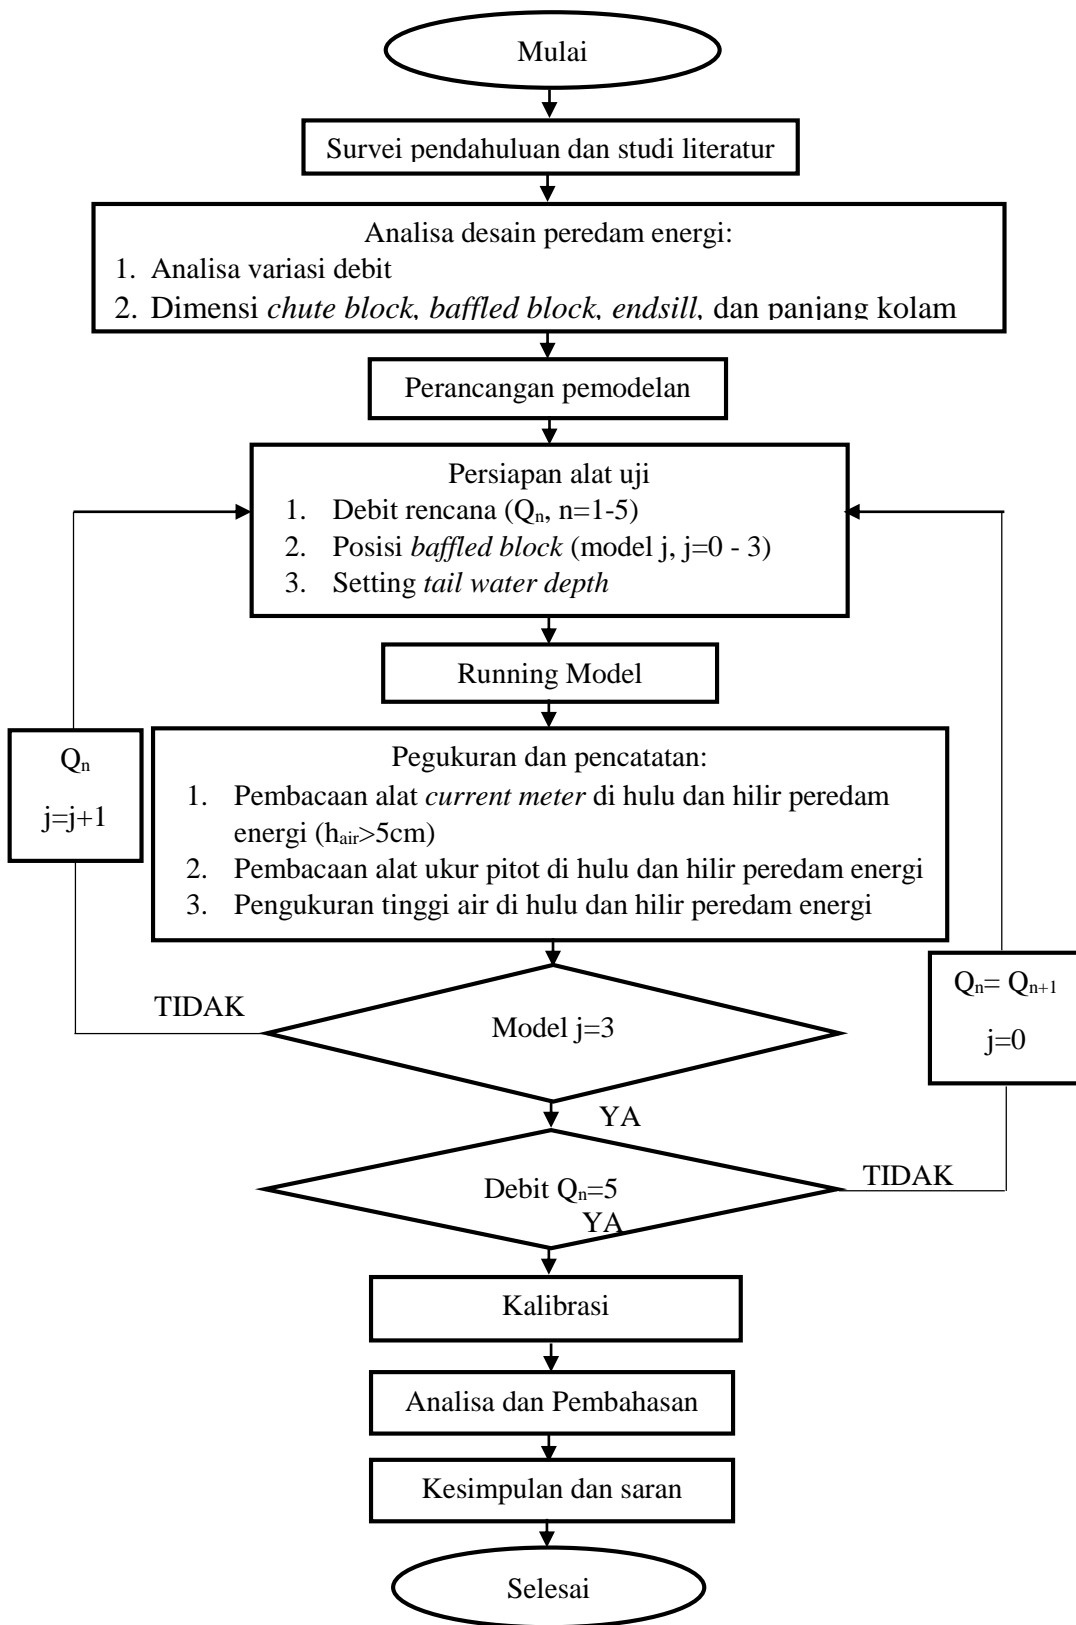 Mulai
Survei pendahuluan dan studi literatur
Analisa desain peredam energi:
1. Analisa variasi debit
2. Dimensi chute block, baffled block, endsill, dan panjang kolam
Perancangan pemodelan
Persiapan alat uji
1. Debit rencana (Qₙ, n=1-5)
2. Posisi baffled block (model j, j=0 - 3)
3. Setting tail water depth
Running Model
Qₙ
j=j+1
Pegukuran dan pencatatan:
1. Pembacaan alat current meter di hulu dan hilir peredam
energi (hair>5cm)
2. Pembacaan alat ukur pitot di hulu dan hilir peredam energi
3. Pengukuran tinggi air di hulu dan hilir peredam energi
Qₙ= Qₙ₊₁
j=0
TIDAK
Model j=3
YA
TIDAK
Debit Qₙ=5
YA
Kalibrasi
Analisa dan Pembahasan
Kesimpulan dan saran
Selesai